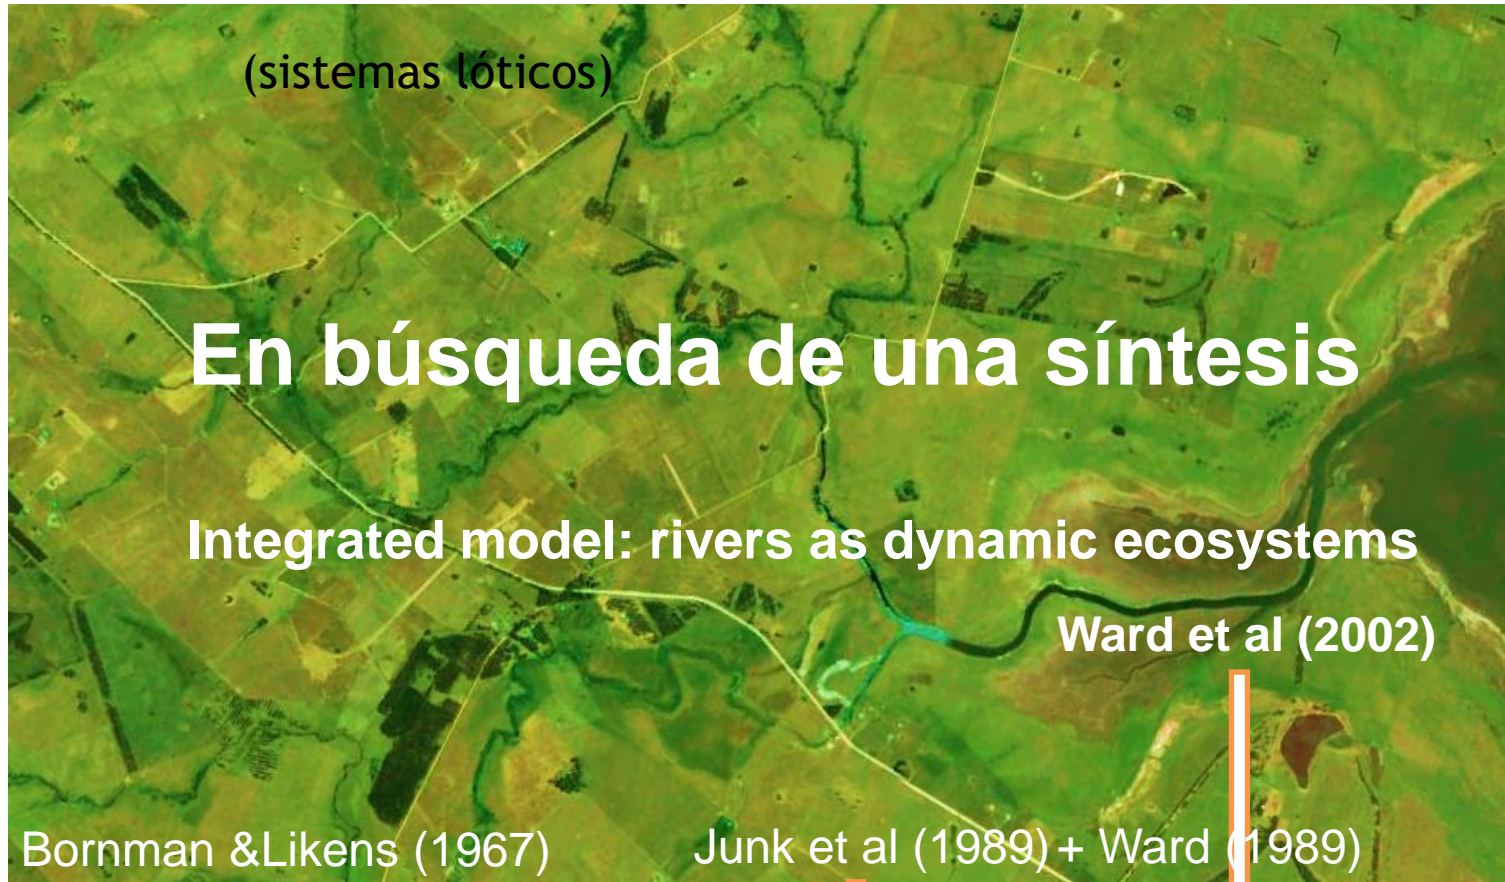 (sistemas lóticos)
En búsqueda de una síntesis
Integrated model: rivers as dynamic ecosystems
Ward et al (2002)
Bornman &Likens (1967)
Junk et al (1989) + Ward (1989)